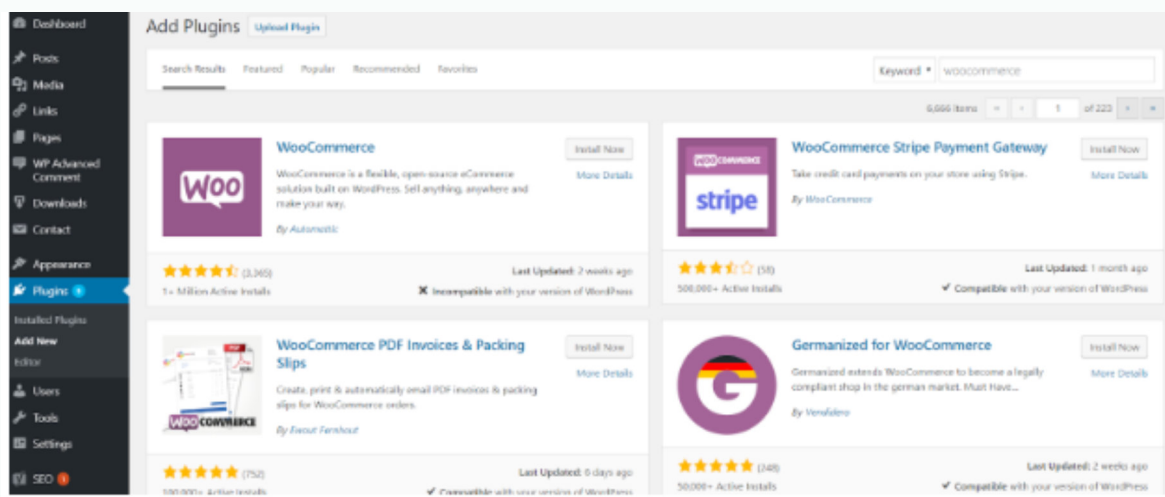 Dashboard
Posts
Media
Links
Pages
WP Advanced
Comment
Downloads
Contact
Appearance
Plugins 1
Installed Plugins
Add New
Editor
Users
Tools
Settings
SEO 1
Add Plugins Upload Plugin
Search Results Featured Popular Recommended Favorites
Keyword woocommerce
6,666 items « ‹ 1 of 223 › »
WOO
WooCommerce
Install Now
More Details
WooCommerce is a flexible, open-source eCommerce
solution built on WordPress. Sell anything, anywhere and
make your way.
By Automattic
(3,365)
1+ Million Active Installs
Last Updated: 2 weeks ago
Incompatible with your version of WordPress
WOOCOMMERCE
stripe
WooCommerce Stripe Payment Gateway
Install Now
More Details
Take credit card payments on your store using Stripe.
By WooCommerce
(58)
500,000+ Active Installs
Last Updated: 1 month ago
Compatible with your version of WordPress
PDF
WOOCOMMERCE
WooCommerce PDF Invoices & Packing
Slips
Install Now
More Details
Create, print & automatically email PDF invoices & packing
slips for WooCommerce orders.
By Ewout Fernhout
(752)
100,000+ Active Installs
Last Updated: 6 days ago
Compatible with your version of WordPress
G
Germanized for WooCommerce
Install Now
More Details
Germanized extends WooCommerce to become a legally
compliant shop in the german market. Must Have...
By Vendidero
(248)
50,000+ Active Installs
Last Updated: 2 weeks ago
Compatible with your version of WordPress